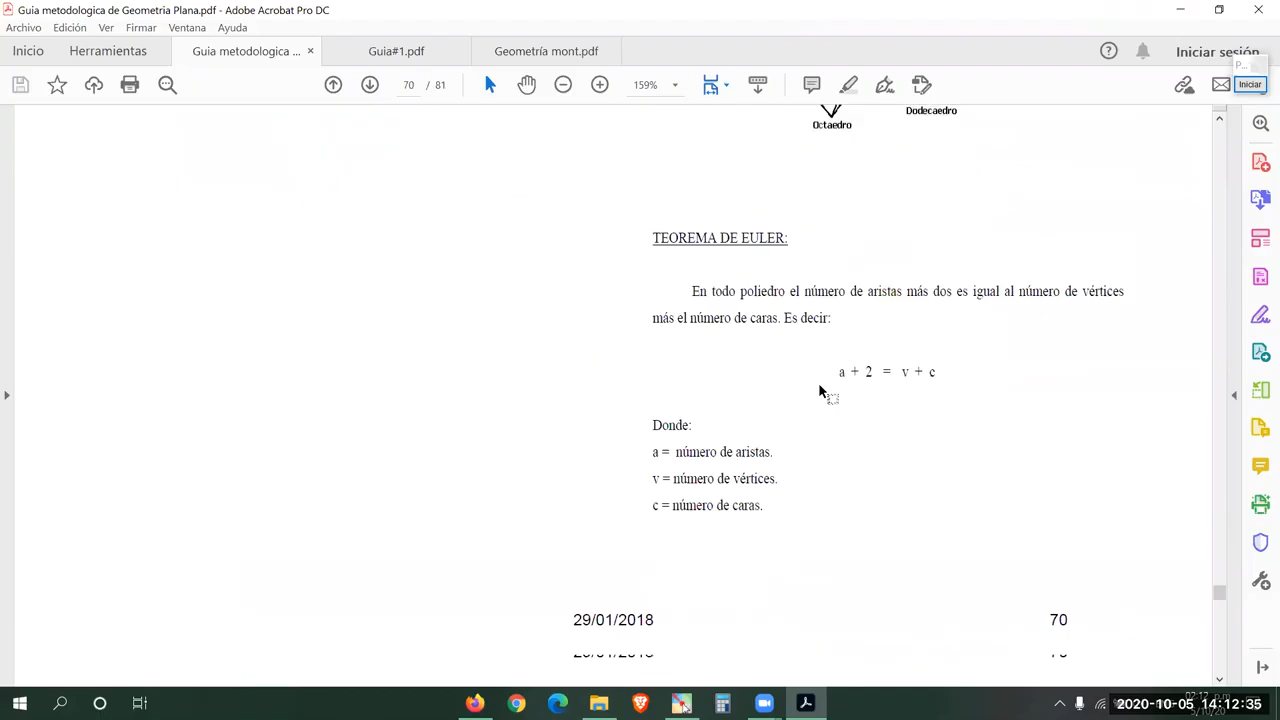 Guia metodologica de Geometria Plana.pdf - Adobe Acrobat Pro DC
Archivo Edición Ver Firmar Ventana Ayuda
Inicio Herramientas Guia metodologica ... × Guia#1.pdf Geometría mont.pdf Iniciar sesión
P...
70 / 81 159% Iniciar
Octaedro Dodecaedro
TEOREMA DE EULER:
En todo poliedro el número de aristas más dos es igual al número de vértices
más el número de caras. Es decir:
a + 2 = v + c
Donde:
a = número de aristas.
v = número de vértices.
c = número de caras.
29/01/2018 70
2020-10-05 14:12:35